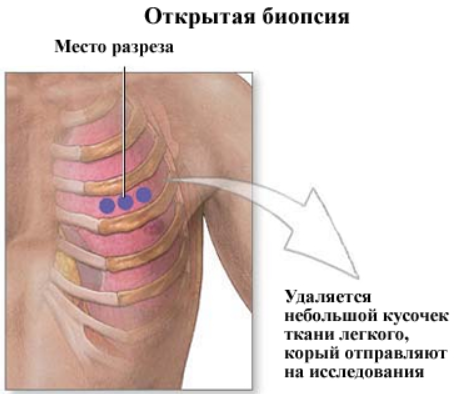 Открытая биопсия
Место разреза
Удаляется
небольшой кусочек
ткани легкого,
корый отправляют
на исследования